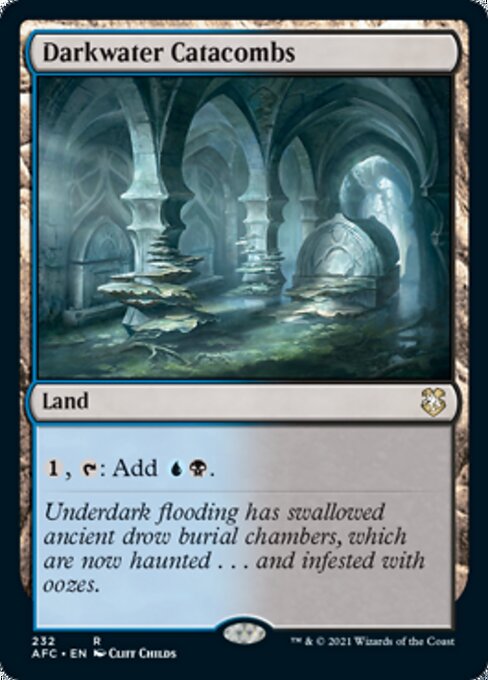 Darkwater Catacombs
Land
1, : Add .
Underdark flooding has swallowed
ancient drow burial chambers, which
are now haunted . . . and infested with
oozes.
232 R
AFC • EN Cliff Childs
™ & © 2021 Wizards of the Coast